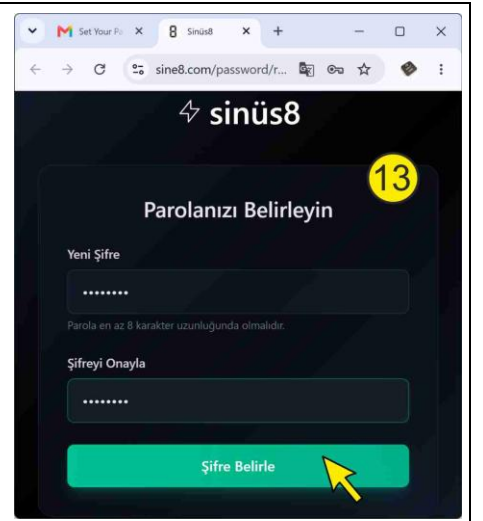 Set Your Pa
Sinüs8
sine8.com/password/r...
sinüs8
13
Parolanızı Belirleyin
Yeni Şifre
••••••••
Parola en az 8 karakter uzunluğunda olmalıdır.
Şifreyi Onayla
••••••••
Şifre Belirle